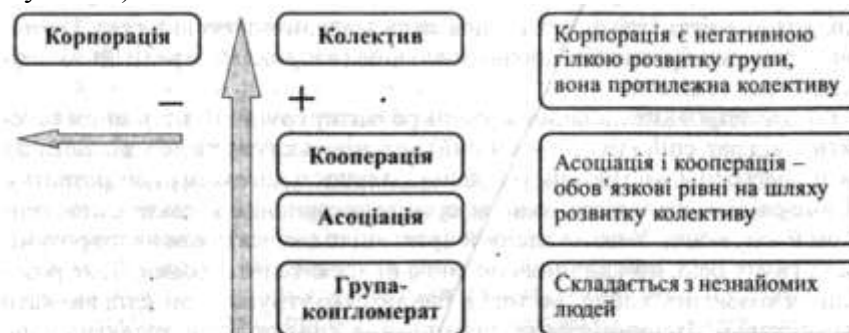 Корпорація
Колектив
Корпорація є негативною
гілкою розвитку групи,
вона протилежна колективу
– +
Кооперація
Асоціація
Асоціація і кооперація –
обов'язкові рівні на шляху
розвитку колективу
Група-
конгломерат
Складається з незнайомих
людей